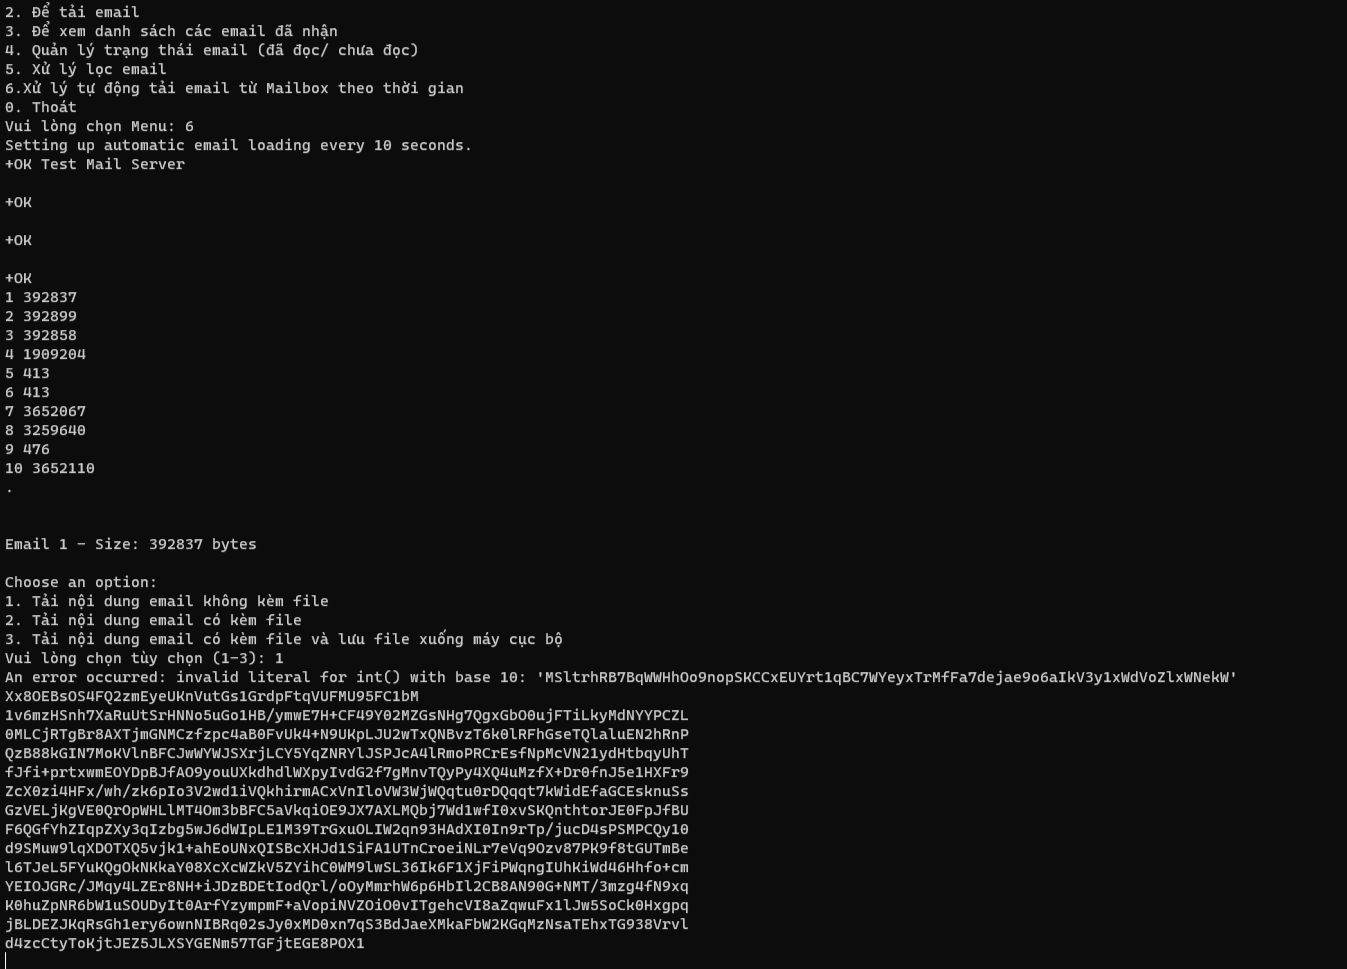 2. Để tải email
3. Để xem danh sách các email đã nhận
4. Quản lý trạng thái email (đã đọc/ chưa đọc)
5. Xử lý lọc email
6.Xử lý tự động tải email từ Mailbox theo thời gian
0. Thoát
Vui lòng chọn Menu: 6
Setting up automatic email loading every 10 seconds.
+OK Test Mail Server
+OK
+OK
+OK
1 392837
2 392899
3 392858
4 1909204
5 413
6 413
7 3652067
8 3259640
9 476
10 3652110
.
Email 1 - Size: 392837 bytes
Choose an option:
1. Tải nội dung email không kèm file
2. Tải nội dung email có kèm file
3. Tải nội dung email có kèm file và lưu file xuống máy cục bộ
Vui lòng chọn tùy chọn (1-3): 1
An error occurred: invalid literal for int() with base 10: 'MSltrhRB7BqWWHhOo9nopSKCCxEUYrt1qBC7WYeyxTrMfFa7dejae9o6aIkV3y1xWdVoZlxWNekW'
Xx8OEBsOS4FQ2zmEyeUKnVutGs1GrdpFtqVUFMU95FC1bM
1v6mzHSnh7XaRuUtSrHNNo5uGo1HB/ymwE7H+CF49Y02MZGsNHg7QgxGbO0ujFTiLkyMdNYYPCZL
0MLCjRTgBr8AXTjmGNMCzfzpc4aB0FvUk4+N9UKpLJU2wTxQNBvzT6k0lRFhGseTQlaluEN2hRnP
QzB88kGIN7MoKVlnBFCJwWYWJSXrjLCY5YqZNRYlJSPJcA4lRmoPRCrEsfNpMcVN21ydHtbqyUhT
fJfi+prtxwmEOYDpBJfAO9youUXkdhdlWXpyIvdG2f7gMnvTQyPy4XQ4uMzfX+Dr0fnJ5e1HXFr9
ZcX0zi4HFx/wh/zk6pIo3V2wd1iVQkhirmACxVnIloVW3WjWQqtu0rDQqqt7kWidEfaGCEsknuSs
GzVELjKgVE0QrOpWHLlMT4Om3bBFC5aVkqiOE9JX7AXLMQbj7Wd1wfI0xvSKQnthtorJE0FpJfBU
F6QGfYhZIqpZXy3qIzbg5wJ6dWIpLE1M39TrGxuOLIW2qn93HAdXI0In9rTp/jucD4sPSMPCQy10
d9SMuw9lqXDOTXQ5vjk1+ahEoUNxQISBcXHJd1SiFA1UTnCroeiNLr7eVq9Ozv87PK9f8tGUTmBe
l6TJeL5FYuKQgOkNKkaY08XcXcWZkV5ZYihC0WM9lwSL36Ik6F1XjFiPWqngIUhKiWd46Hhfo+cm
YEIOJGRc/JMqy4LZEr8NH+iJDzBDEtIodQrl/oOyMmrhW6p6HbIl2CB8AN90G+NMT/3mzg4fN9xq
K0huZpNR6bW1uSOUDyIt0ArfYzympmF+aVopiNVZOiO0vITgehcVI8aZqwuFx1lJw5SoCk0Hxgpq
jBLDEZJKqRsGh1ery6ownNIBRq02sJy0xMD0xn7qS3BdJaeXMkaFbW2KGqMzNsaTEhxTG938Vrvl
d4zcCtyToKjtJEZ5JLXSYGENm57TGFjtEGE8POX1